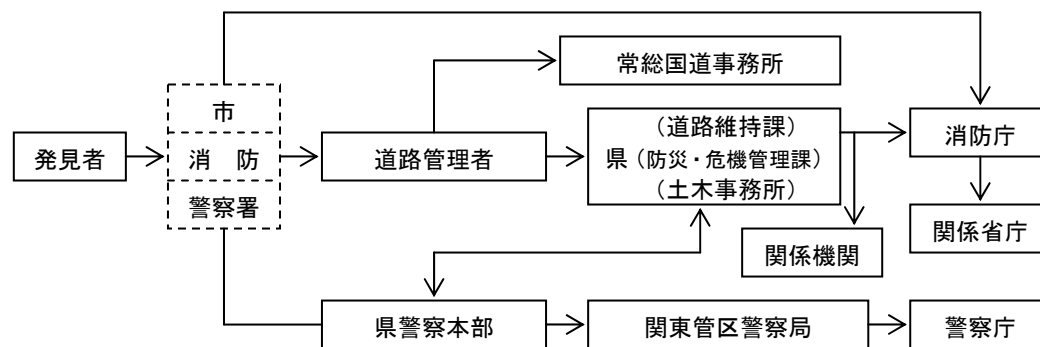 常総国道事務所
市
消　防
警察署
発見者
道路管理者
（道路維持課）
県（防災・危機管理課）
（土木事務所）
消防庁
関係省庁
関係機関
県警察本部
関東管区警察局
警察庁